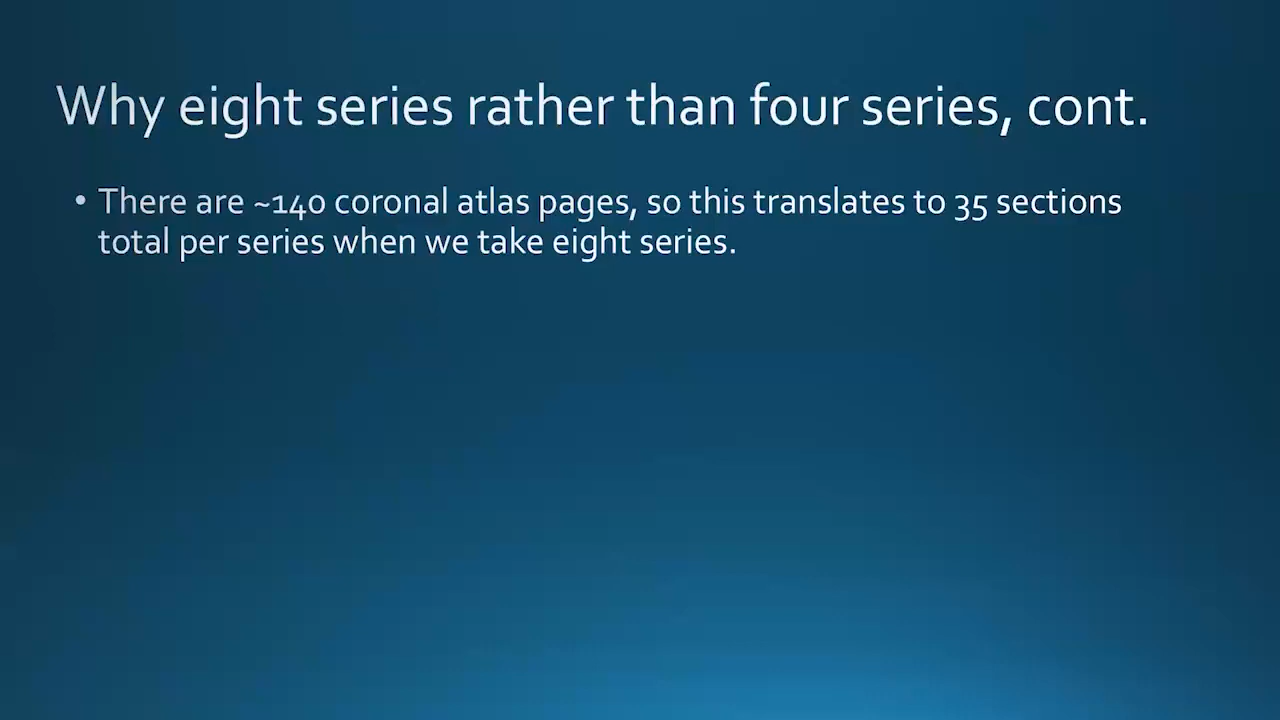 Why eight series rather than four series, cont.
• There are ~140 coronal atlas pages, so this translates to 35 sections
total per series when we take eight series.